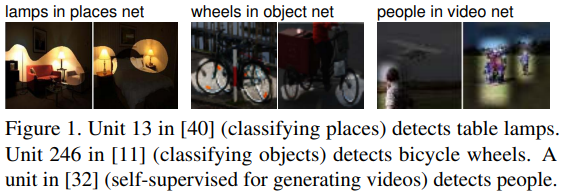 lamps in places net wheels in object net people in video net
Figure 1. Unit 13 in [40] (classifying places) detects table lamps.
Unit 246 in [11] (classifying objects) detects bicycle wheels. A
unit in [32] (self-supervised for generating videos) detects people.